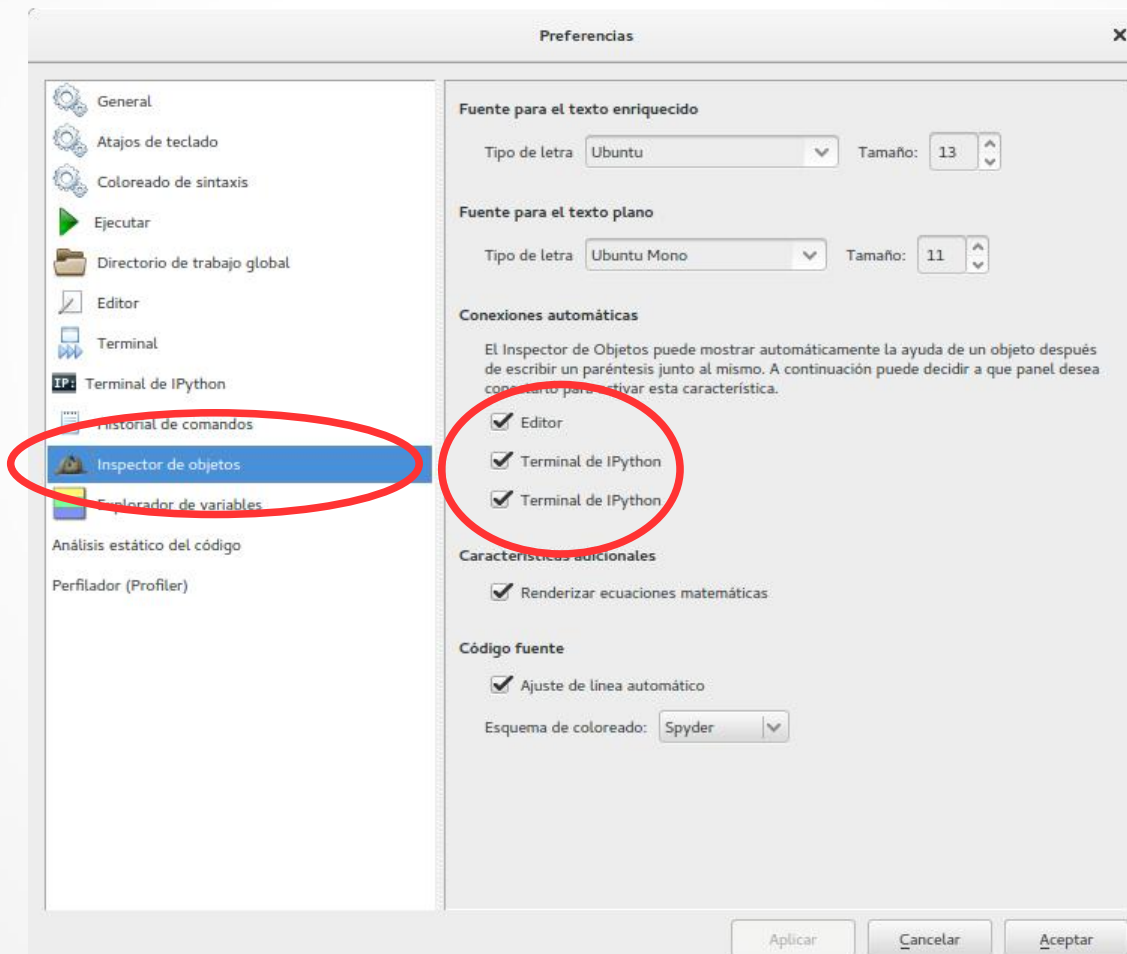 Preferencias
General
Atajos de teclado
Coloreado de sintaxis
Ejecutar
Directorio de trabajo global
Editor
Terminal
IP:
Terminal de IPython
Historial de comandos
Inspector de objetos
Explorador de variables
Análisis estático del código
Perfilador (Profiler)
Fuente para el texto enriquecido
Tipo de letra Ubuntu Tamaño: 13
Fuente para el texto plano
Tipo de letra Ubuntu Mono Tamaño: 11
Conexiones automáticas
El Inspector de Objetos puede mostrar automáticamente la ayuda de un objeto después
de escribir un paréntesis junto al mismo. A continuación puede decidir a que panel desea
conectarlo para activar esta característica.
Editor
Terminal de IPython
Terminal de IPython
Características adicionales
Renderizar ecuaciones matemáticas
Código fuente
Ajuste de línea automático
Esquema de coloreado: Spyder
Aplicar Cancelar Aceptar